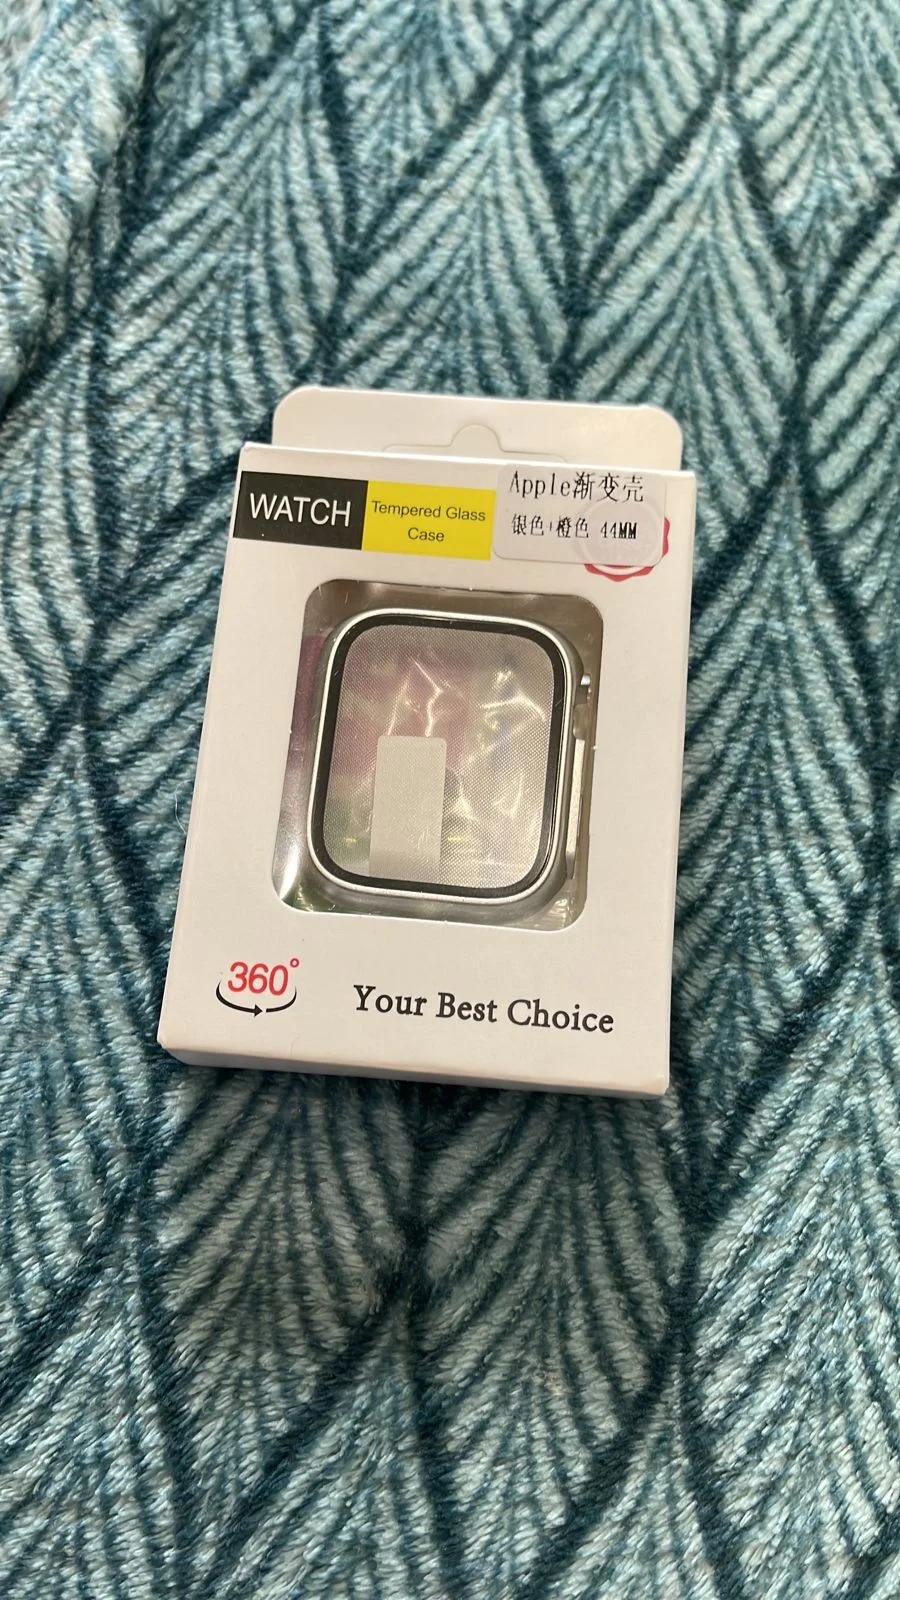 WATCH
Tempered Glass
Case
Apple渐变壳
银色+橙色 44MM
360°
Your Best Choice